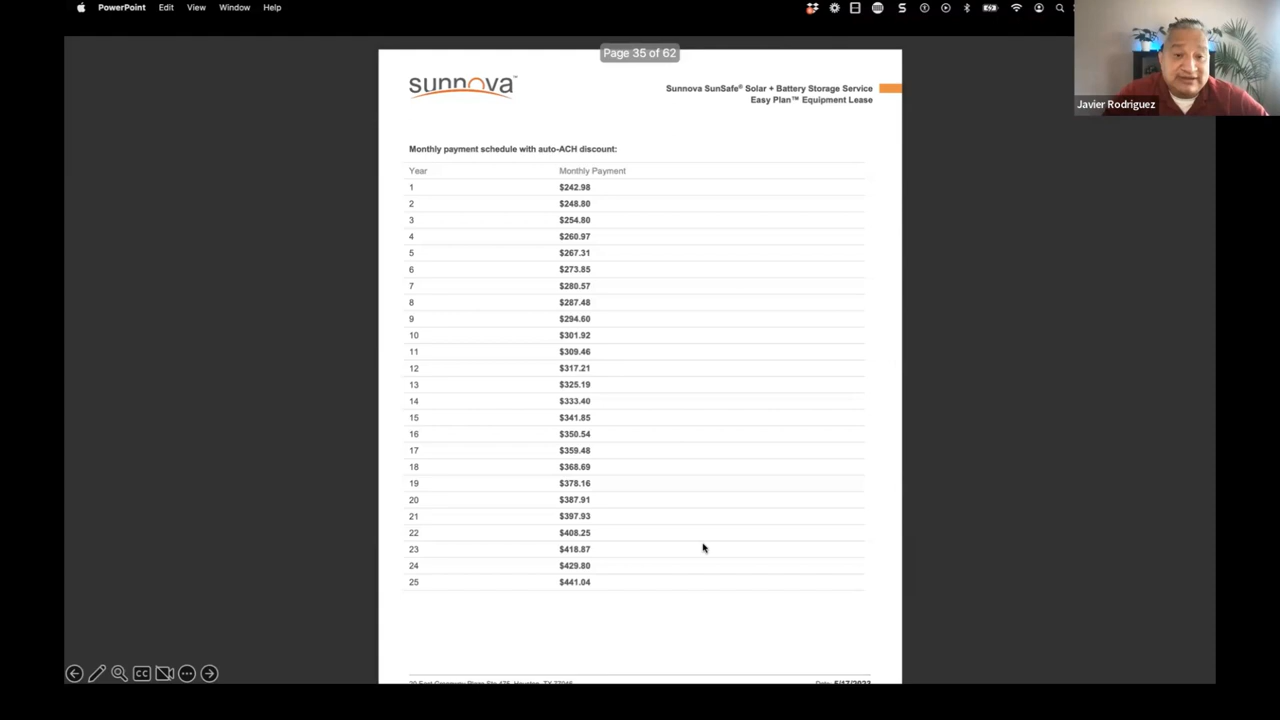 PowerPoint Edit View Window Help
Page 35 of 62
sunnova™
Sunnova SunSafe® Solar + Battery Storage Service
Easy Plan™ Equipment Lease
Javier Rodriguez
Monthly payment schedule with auto-ACH discount:
Year Monthly Payment
1 $242.98
2 $248.80
3 $254.80
4 $260.97
5 $267.31
6 $273.85
7 $280.57
8 $287.48
9 $294.60
10 $301.92
11 $309.46
12 $317.21
13 $325.19
14 $333.40
15 $341.85
16 $350.54
17 $359.48
18 $368.69
19 $378.16
20 $387.91
21 $397.93
22 $408.25
23 $418.87
24 $429.80
25 $441.04
CC